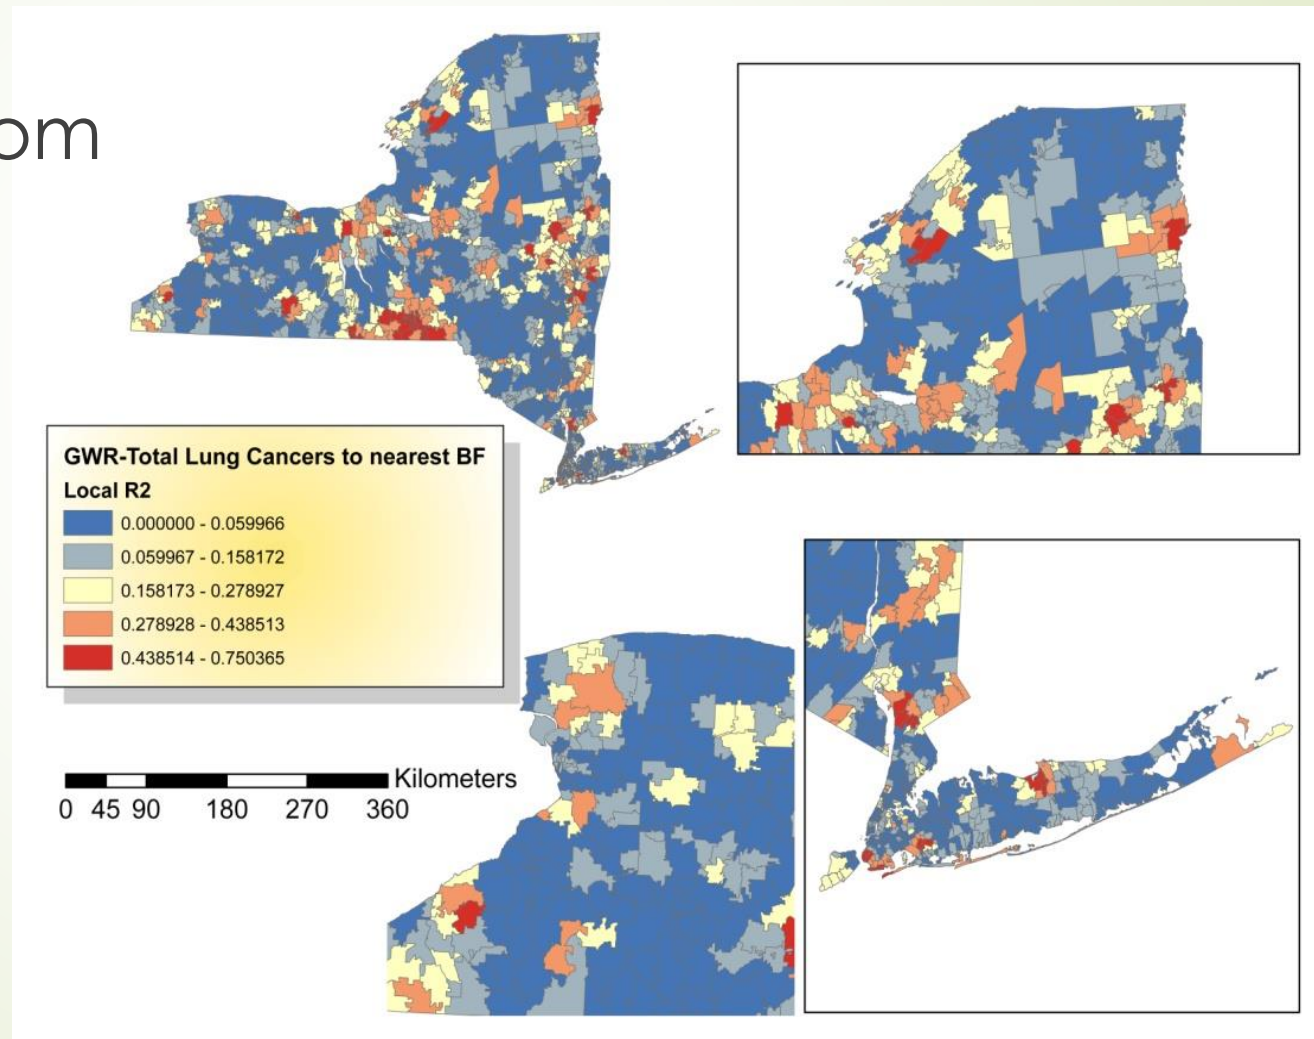 om
GWR-Total Lung Cancers to nearest BF
Local R2
0.000000 - 0.059966
0.059967 - 0.158172
0.158173 - 0.278927
0.278928 - 0.438513
0.438514 - 0.750365
Kilometers
0 45 90 180 270 360